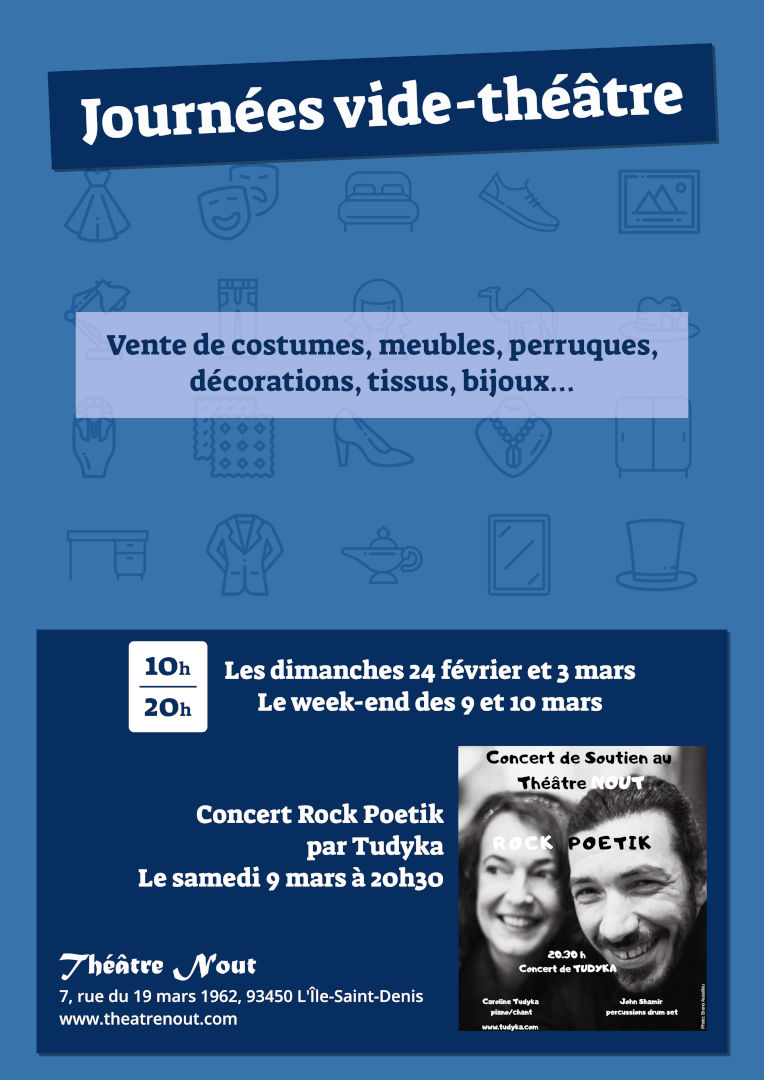 Journées vide-théâtre
Vente de costumes, meubles, perruques,
décorations, tissus, bijoux...
10h
20h
Les dimanches 24 février et 3 mars
Le week-end des 9 et 10 mars
Concert de Soutien au
Théâtre NOUT
ROCK POETIK
Concert Rock Poetik
par Tudyka
Le samedi 9 mars à 20h30
20.30 h
Concert de TUDYKA
Caroline Tudyka
piano/chant
www.tudyka.com
John Shamir
percussions drum set
Théâtre Nout
7, rue du 19 mars 1962, 93450 L'Île-Saint-Denis
www.theatrenout.com